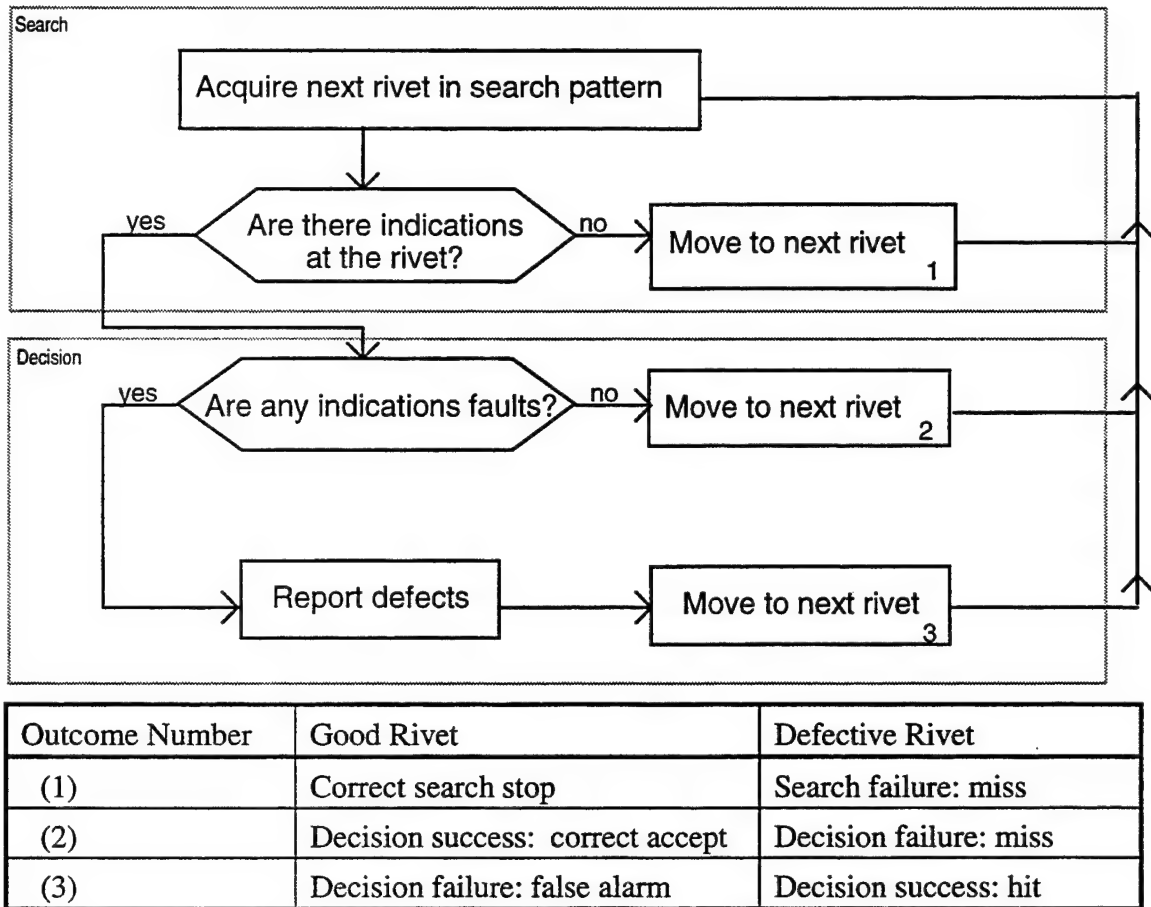 Search
Acquire next rivet in search pattern
yes
Are there indications
at the rivet?
no
Move to next rivet
1
Decision
yes
Are any indications faults?
no
Move to next rivet
2
Report defects
Move to next rivet
3
Outcome Number Good Rivet Defective Rivet
(1) Correct search stop Search failure: miss
(2) Decision success: correct accept Decision failure: miss
(3) Decision failure: false alarm Decision success: hit